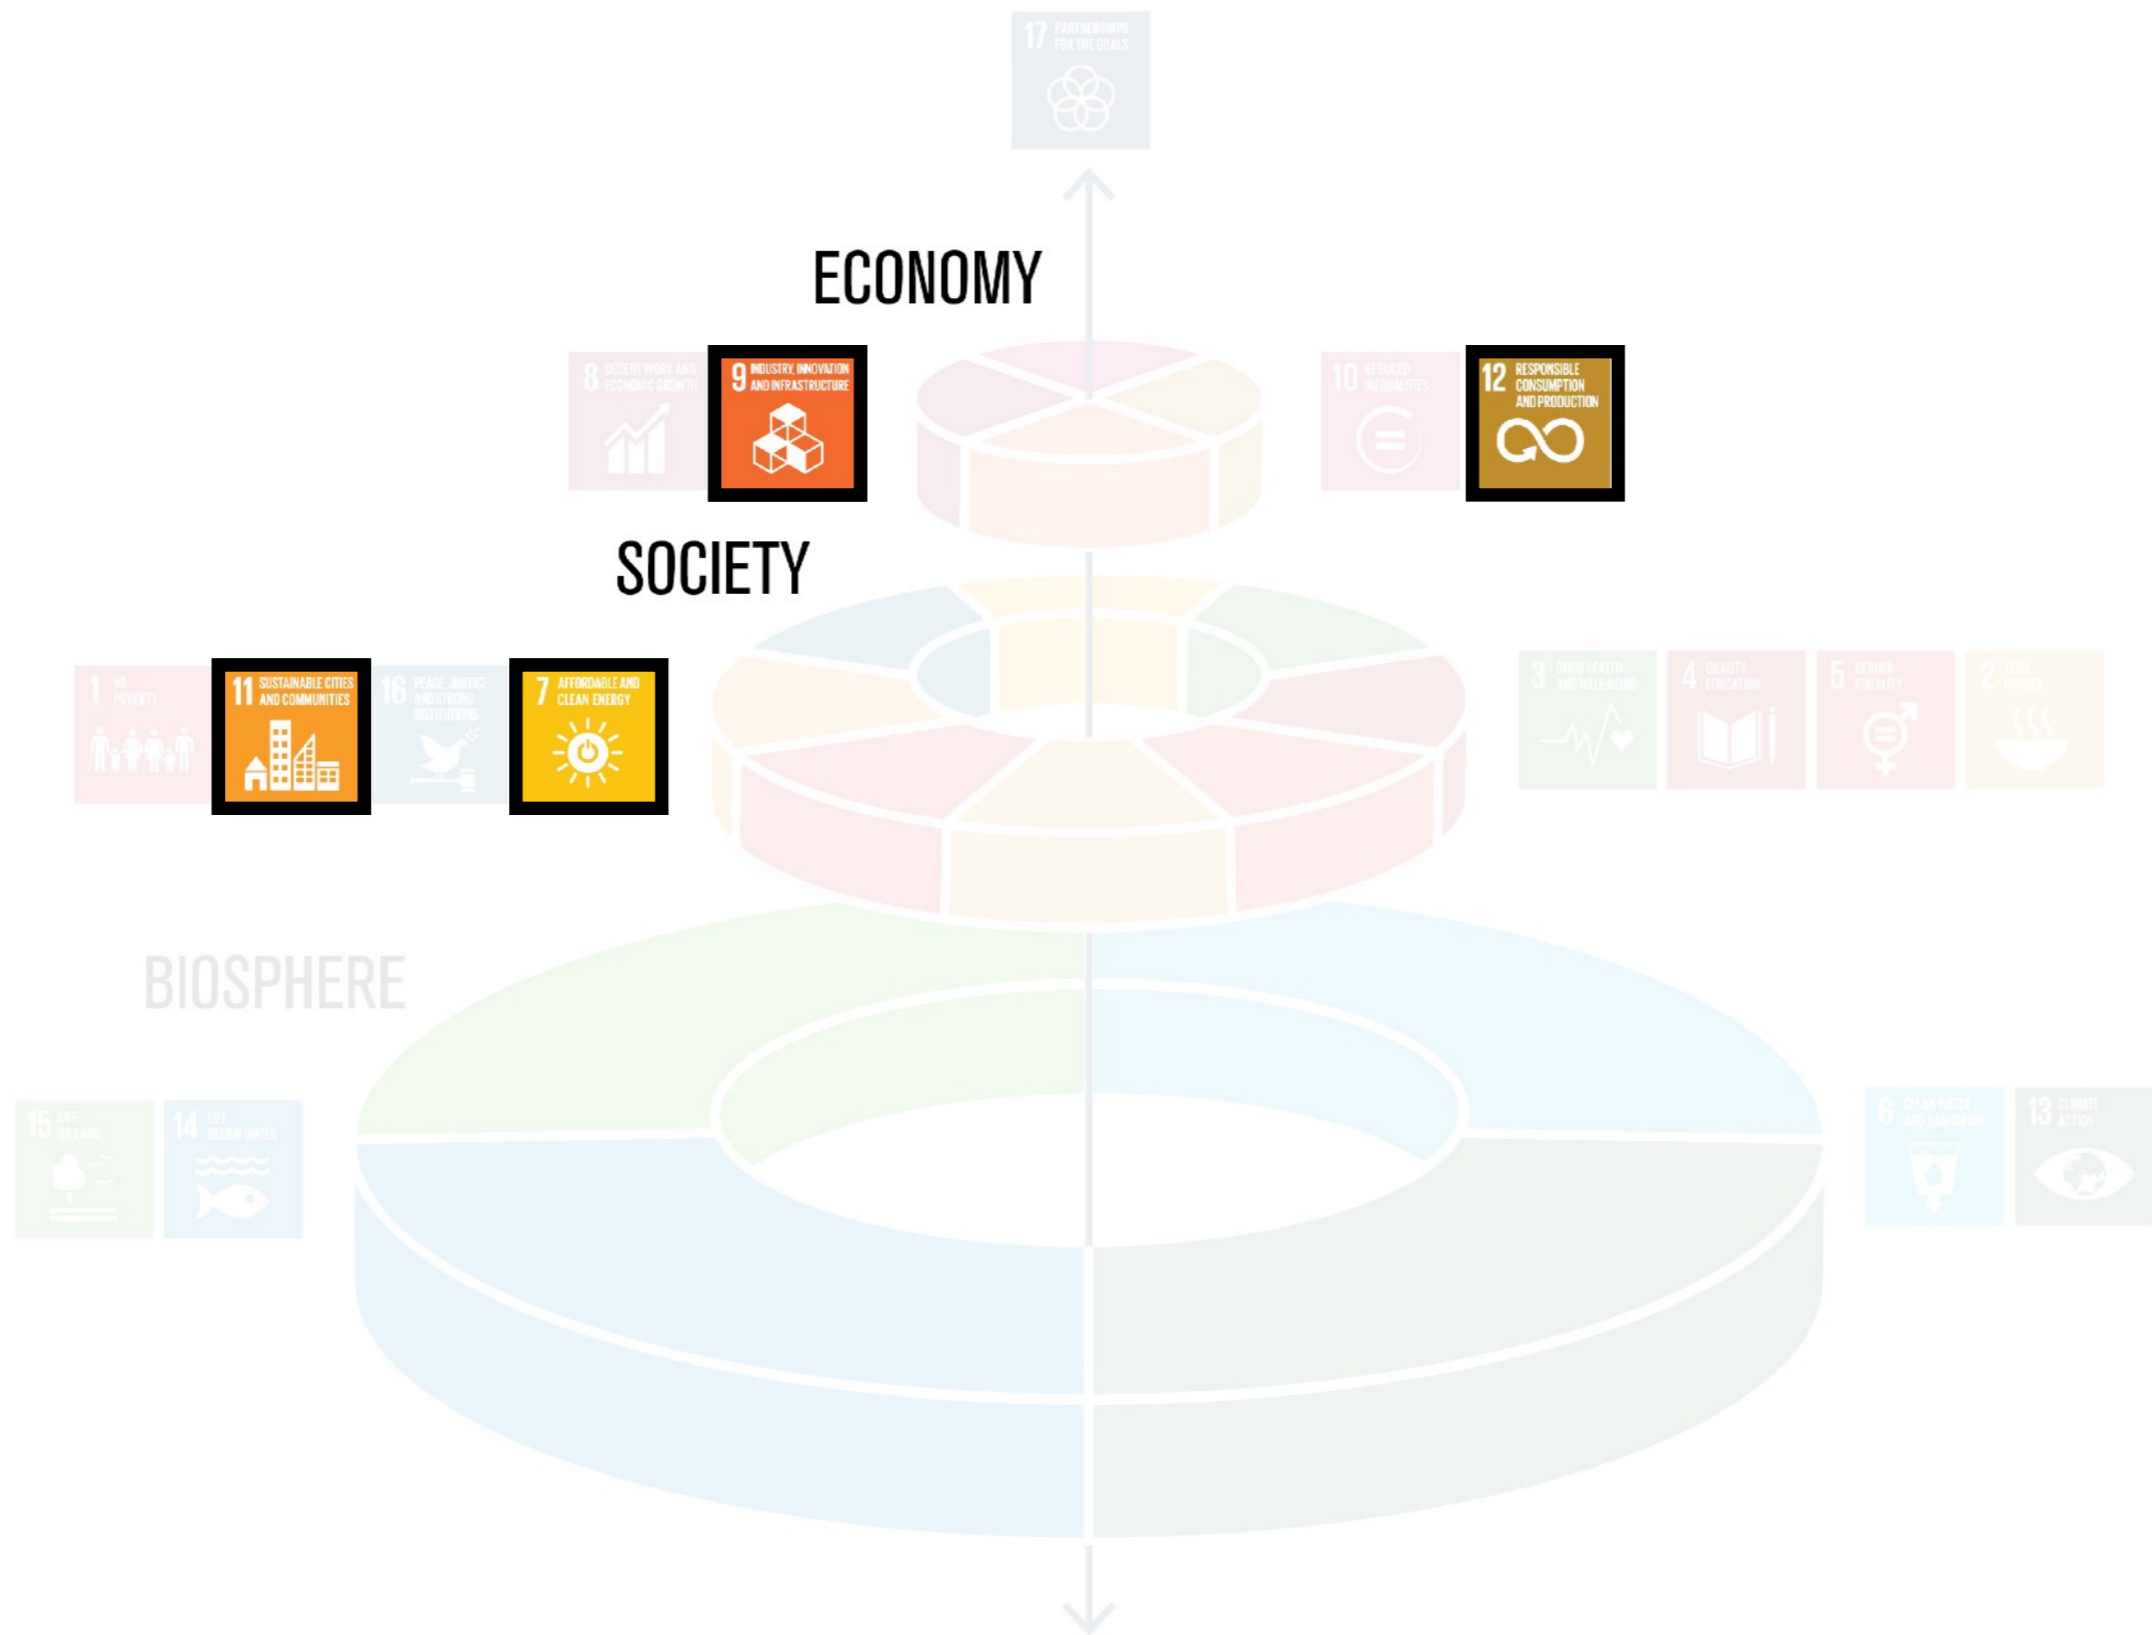 17 PARTNERSHIPS
FOR THE GOALS
ECONOMY
8 DECENT WORK AND
ECONOMIC GROWTH
9 INDUSTRY, INNOVATION
AND INFRASTRUCTURE
10 REDUCED
INEQUALITIES
12 RESPONSIBLE
CONSUMPTION
AND PRODUCTION
SOCIETY
1 NO
POVERTY
11 SUSTAINABLE CITIES
AND COMMUNITIES
16 PEACE, JUSTICE
AND STRONG
INSTITUTIONS
7 AFFORDABLE AND
CLEAN ENERGY
3 GOOD HEALTH
AND WELL-BEING
4 QUALITY
EDUCATION
5 GENDER
EQUALITY
2 ZERO
HUNGER
BIOSPHERE
15 LIFE
ON LAND
14 LIFE
BELOW WATER
6 CLEAN WATER
AND SANITATION
13 CLIMATE
ACTION